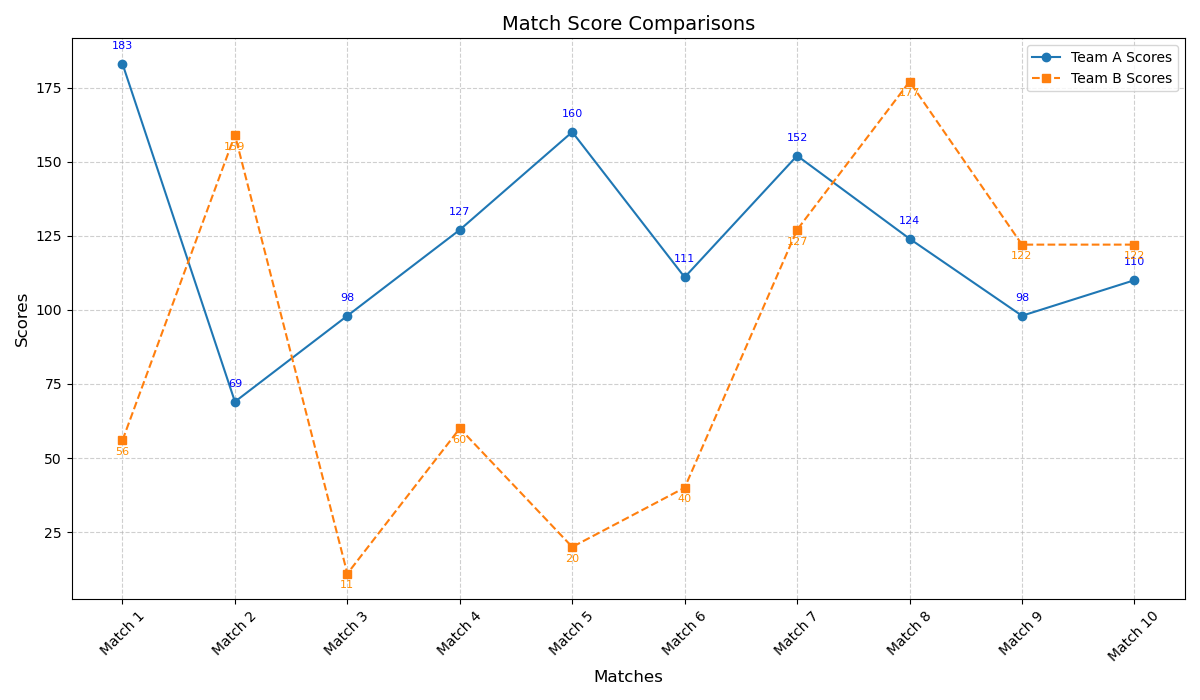 Match Score Comparisons
Team A Scores
Team B Scores
183
69
98
127
160
111
152
124
98
110
56
159
11
60
20
40
127
177
122
122
175
150
125
100
75
50
25
Scores
Match 1
Match 2
Match 3
Match 4
Match 5
Match 6
Match 7
Match 8
Match 9
Match 10
Matches